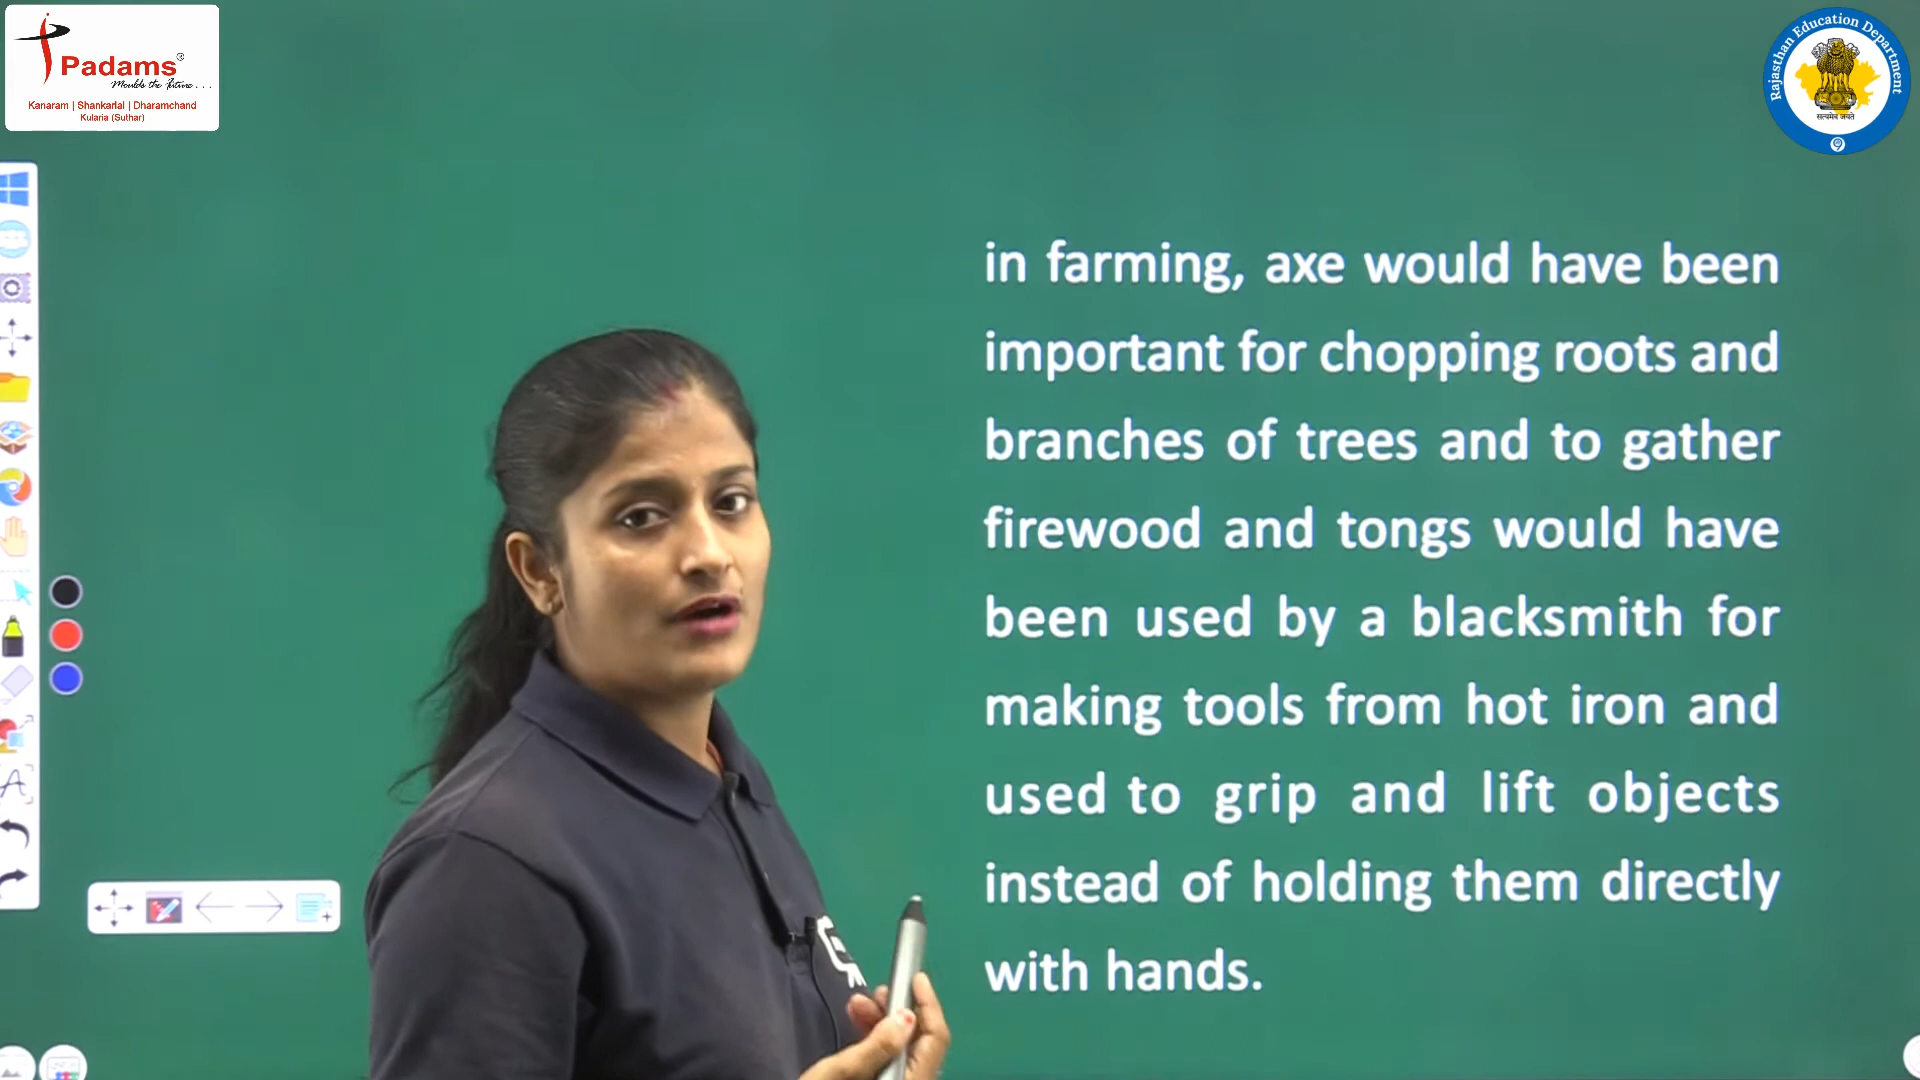 Padams®
Moulds the Future . . .
Kanaram | Shankarlal | Dharamchand
Kularia (Suthar)
Rajasthan Education Department
सत्यमेव जयते
in farming, axe would have been
important for chopping roots and
branches of trees and to gather
firewood and tongs would have
been used by a blacksmith for
making tools from hot iron and
used to grip and lift objects
instead of holding them directly
with hands.